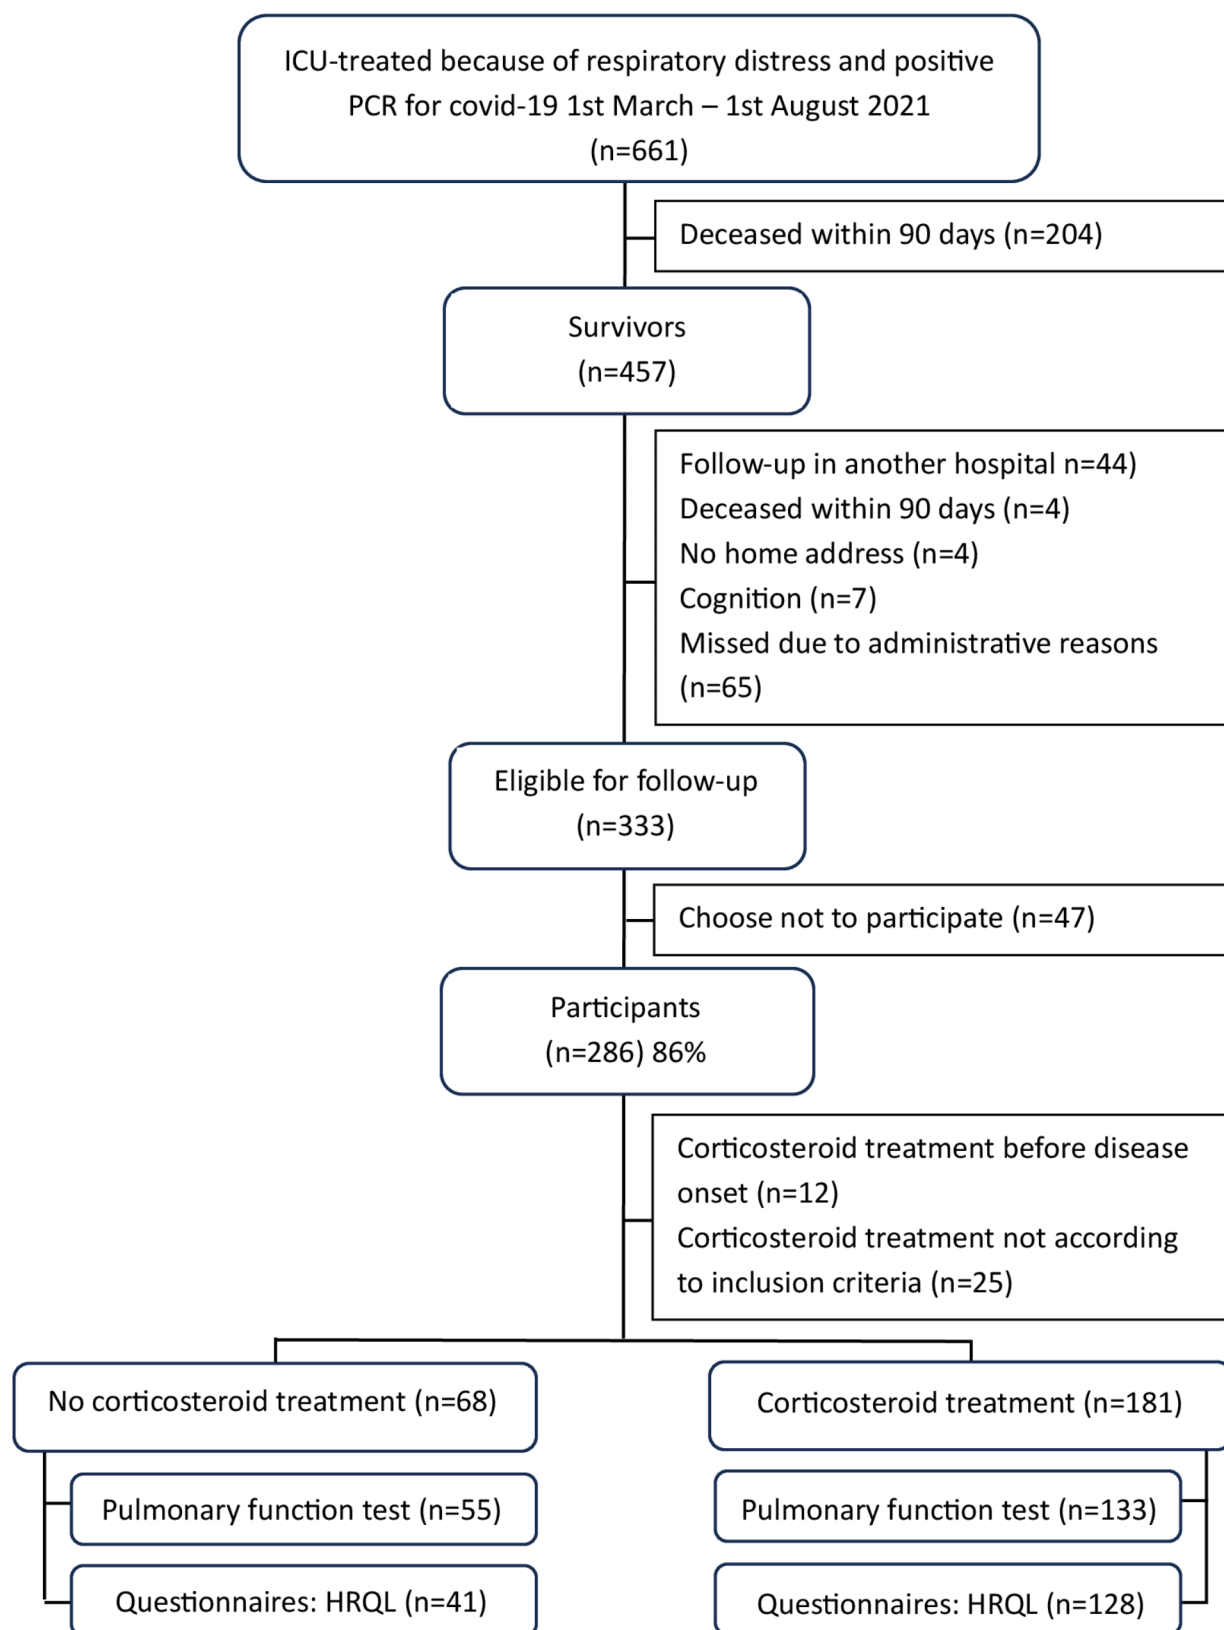 ICU-treated because of respiratory distress and positive
PCR for covid-19 1st March – 1st August 2021
(n=661)
Deceased within 90 days (n=204)
Survivors
(n=457)
Follow-up in another hospital n=44)
Deceased within 90 days (n=4)
No home address (n=4)
Cognition (n=7)
Missed due to administrative reasons
(n=65)
Eligible for follow-up
(n=333)
Choose not to participate (n=47)
Participants
(n=286) 86%
Corticosteroid treatment before disease
onset (n=12)
Corticosteroid treatment not according
to inclusion criteria (n=25)
No corticosteroid treatment (n=68)
Pulmonary function test (n=55)
Questionnaires: HRQL (n=41)
Corticosteroid treatment (n=181)
Pulmonary function test (n=133)
Questionnaires: HRQL (n=128)